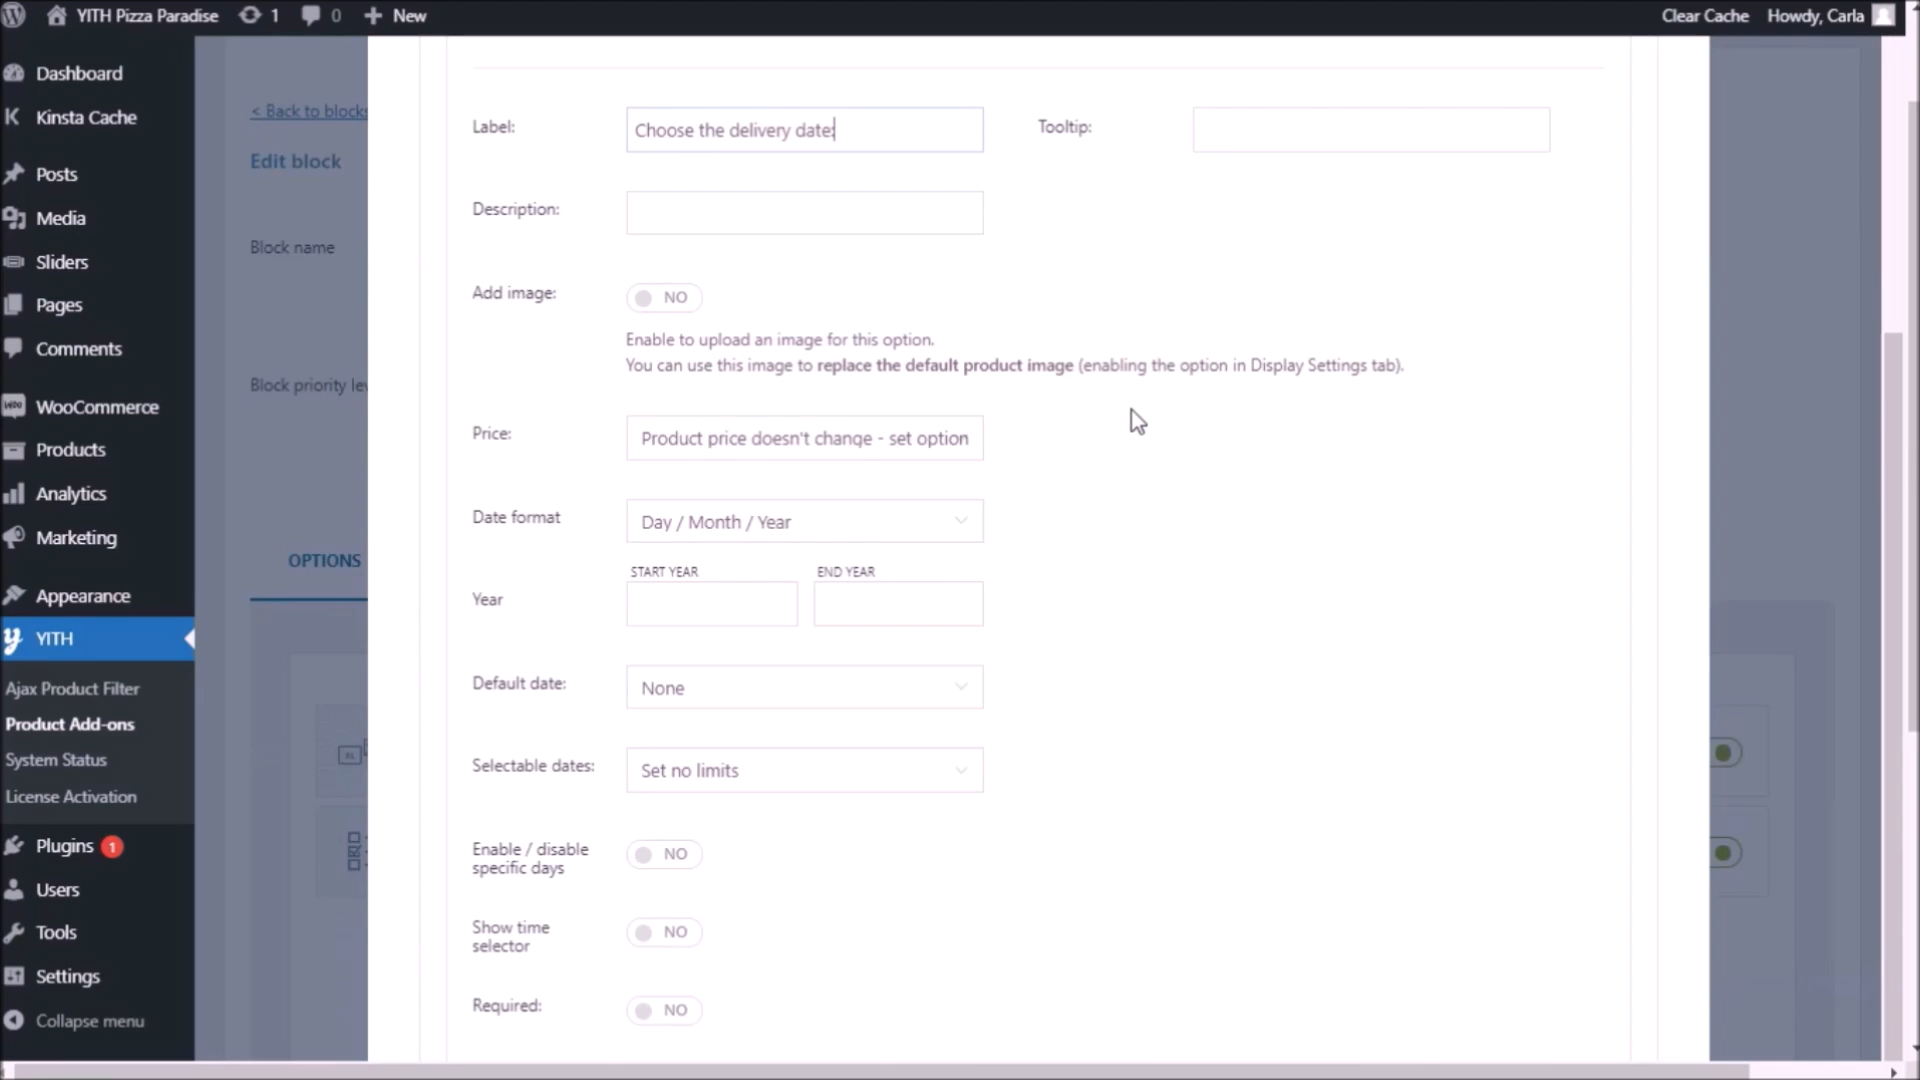 YITH Pizza Paradise 1 0 New Clear Cache Howdy, Carla
Dashboard
Kinsta Cache
Posts
Media
Sliders
Pages
Comments
WooCommerce
Products
Analytics
Marketing
Appearance
YITH
Ajax Product Filter
Product Add-ons
System Status
License Activation
Plugins 1
Users
Tools
Settings
Collapse menu
< Back to blocks
Edit block
Block name
Block priority lev
OPTIONS
Label: Choose the delivery date: Tooltip:
Description:
Add image: NO
Enable to upload an image for this option.
You can use this image to replace the default product image (enabling the option in Display Settings tab).
Price: Product price doesn't change - set option
Date format Day / Month / Year
START YEAR END YEAR
Year
Default date: None
Selectable dates: Set no limits
Enable / disable
specific days NO
Show time
selector NO
Required: NO